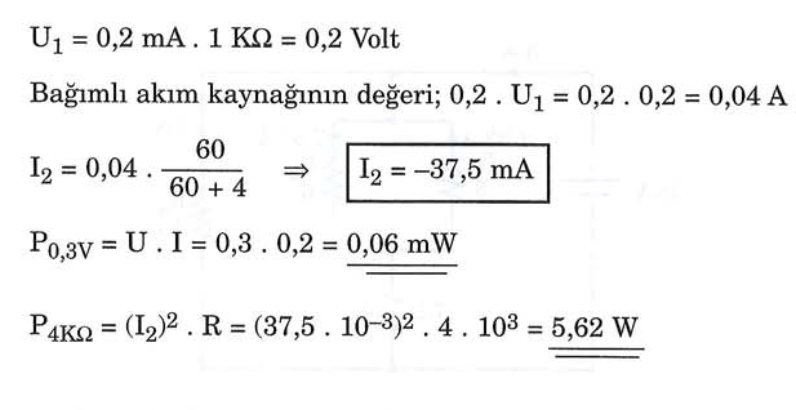 U₁ = 0,2 mA . 1 KΩ = 0,2 Volt
Bağımlı akım kaynağının değeri; 0,2 . U₁ = 0,2 . 0,2 = 0,04 A
I₂ = 0,04 . 60 / 60 + 4 ⇒ I₂ = –37,5 mA
P₀,₃V = U . I = 0,3 . 0,2 = 0,06 mW
P₄KΩ = (I₂)² . R = (37,5 . 10⁻³)² . 4 . 10³ = 5,62 W